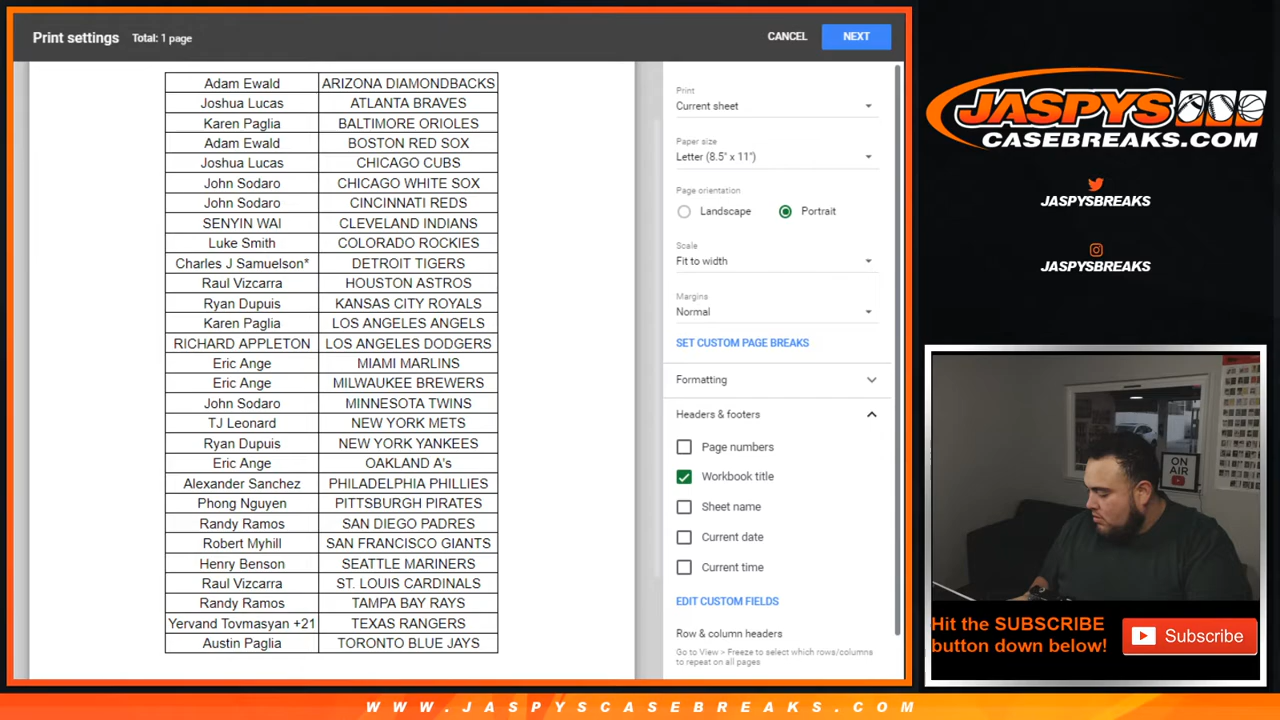 Print settings Total: 1 page
CANCEL NEXT
Adam Ewald ARIZONA DIAMONDBACKS
Joshua Lucas ATLANTA BRAVES
Karen Paglia BALTIMORE ORIOLES
Adam Ewald BOSTON RED SOX
Joshua Lucas CHICAGO CUBS
John Sodaro CHICAGO WHITE SOX
John Sodaro CINCINNATI REDS
SENYIN WAI CLEVELAND INDIANS
Luke Smith COLORADO ROCKIES
Charles J Samuelson* DETROIT TIGERS
Raul Vizcarra HOUSTON ASTROS
Ryan Dupuis KANSAS CITY ROYALS
Karen Paglia LOS ANGELES ANGELS
RICHARD APPLETON LOS ANGELES DODGERS
Eric Ange MIAMI MARLINS
Eric Ange MILWAUKEE BREWERS
John Sodaro MINNESOTA TWINS
TJ Leonard NEW YORK METS
Ryan Dupuis NEW YORK YANKEES
Eric Ange OAKLAND A's
Alexander Sanchez PHILADELPHIA PHILLIES
Phong Nguyen PITTSBURGH PIRATES
Randy Ramos SAN DIEGO PADRES
Robert Myhill SAN FRANCISCO GIANTS
Henry Benson SEATTLE MARINERS
Raul Vizcarra ST. LOUIS CARDINALS
Randy Ramos TAMPA BAY RAYS
Yervand Tovmasyan +21 TEXAS RANGERS
Austin Paglia TORONTO BLUE JAYS
Print
Current sheet
Paper size
Letter (8.5" x 11")
Page orientation
Landscape Portrait
Scale
Fit to width
Margins
Normal
SET CUSTOM PAGE BREAKS
Formatting
Headers & footers
Page numbers
Workbook title
Sheet name
Current date
Current time
EDIT CUSTOM FIELDS
Row & column headers
Go to View > Freeze to select which rows/columns
to repeat on all pages
JASPYS
CASEBREAKS.COM
JASPYSBREAKS
JASPYSBREAKS
ON
AIR
Hit the SUBSCRIBE
button down below!
Subscribe
WWW.JASPYSCASEBREAKS.COM